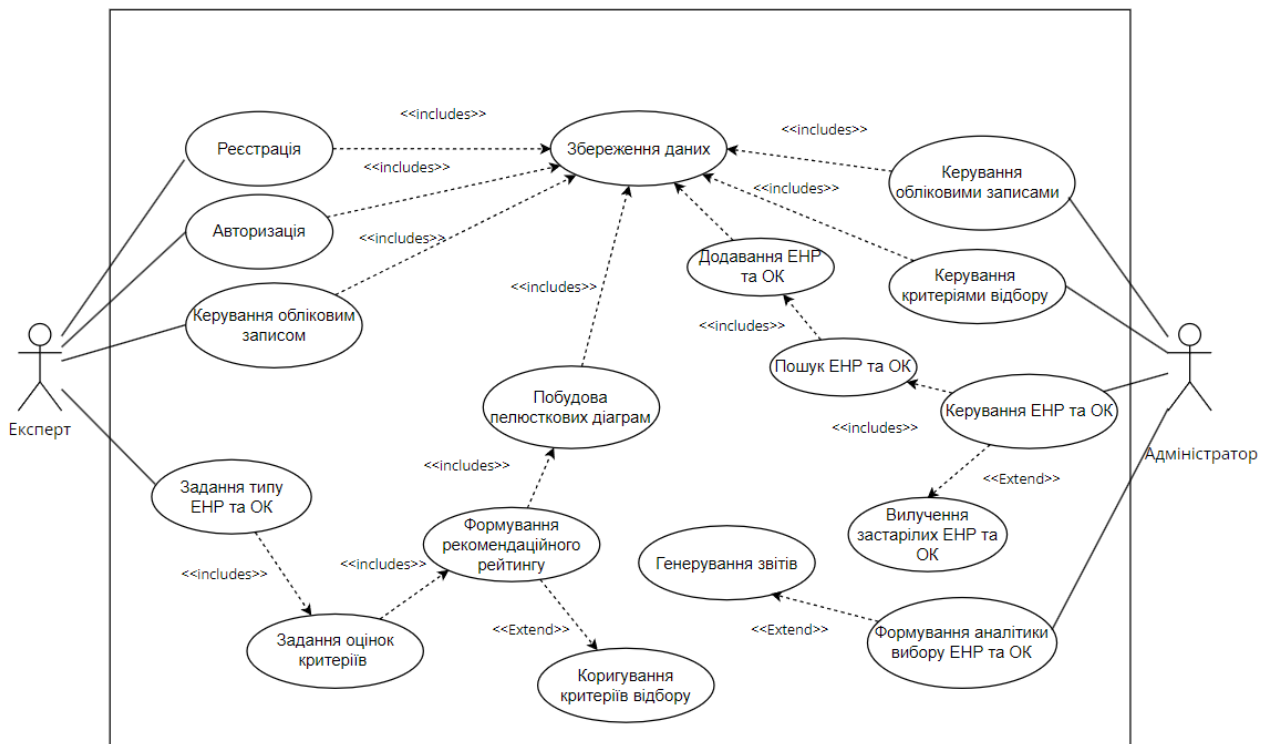 <<includes>>
<<includes>>
Реєстрація
Збереження даних
<<includes>>
Керування
обліковими записами
<<includes>>
Авторизація
<<includes>>
Додавання ЕНР
та ОК
Керування
критеріями відбору
<<includes>>
Керування обліковим
записом
<<includes>>
Пошук ЕНР та ОК
Побудова
пелюсткових діаграм
Керування ЕНР та ОК
Експерт
<<includes>>
Адміністратор
<<includes>>
<<Extend>>
Задання типу
ЕНР та ОК
Вилучення
застарілих ЕНР та
ОК
Формування
рекомендаційного
рейтингу
Генерування звітів
<<includes>>
<<includes>>
<<Extend>>
<<Extend>>
Задання оцінок
критеріїв
Формування аналітики
вибору ЕНР та ОК
Коригування
критеріїв відбору